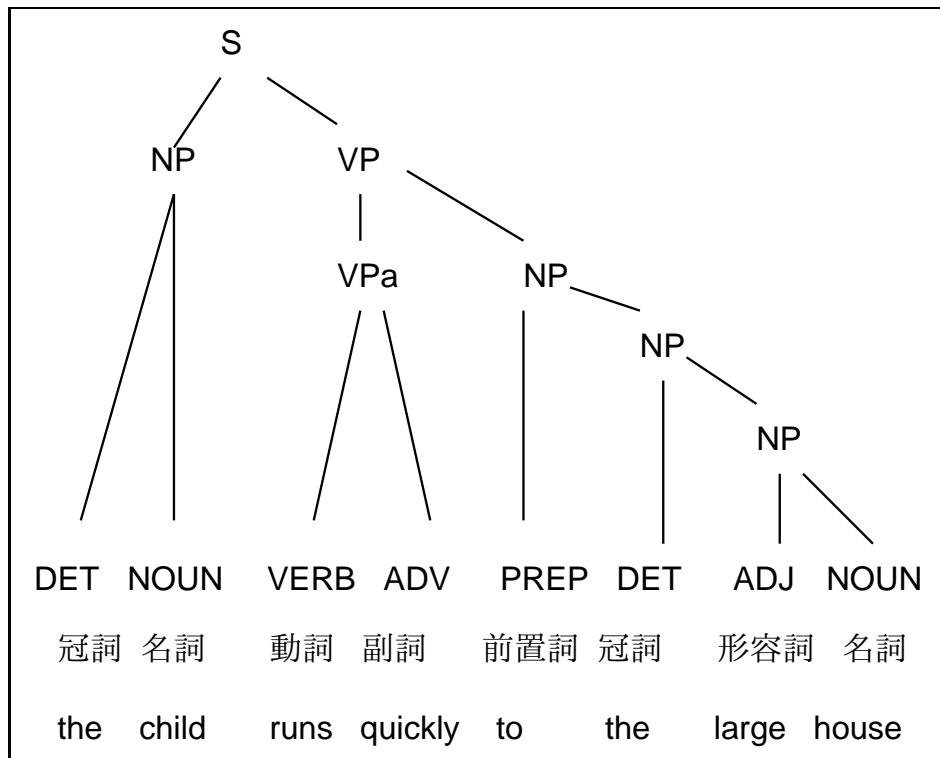 S
NP VP
VPa NP
NP
NP
DET NOUN VERB ADV PREP DET ADJ NOUN
冠詞 名詞 動詞 副詞 前置詞 冠詞 形容詞 名詞
the child runs quickly to the large house